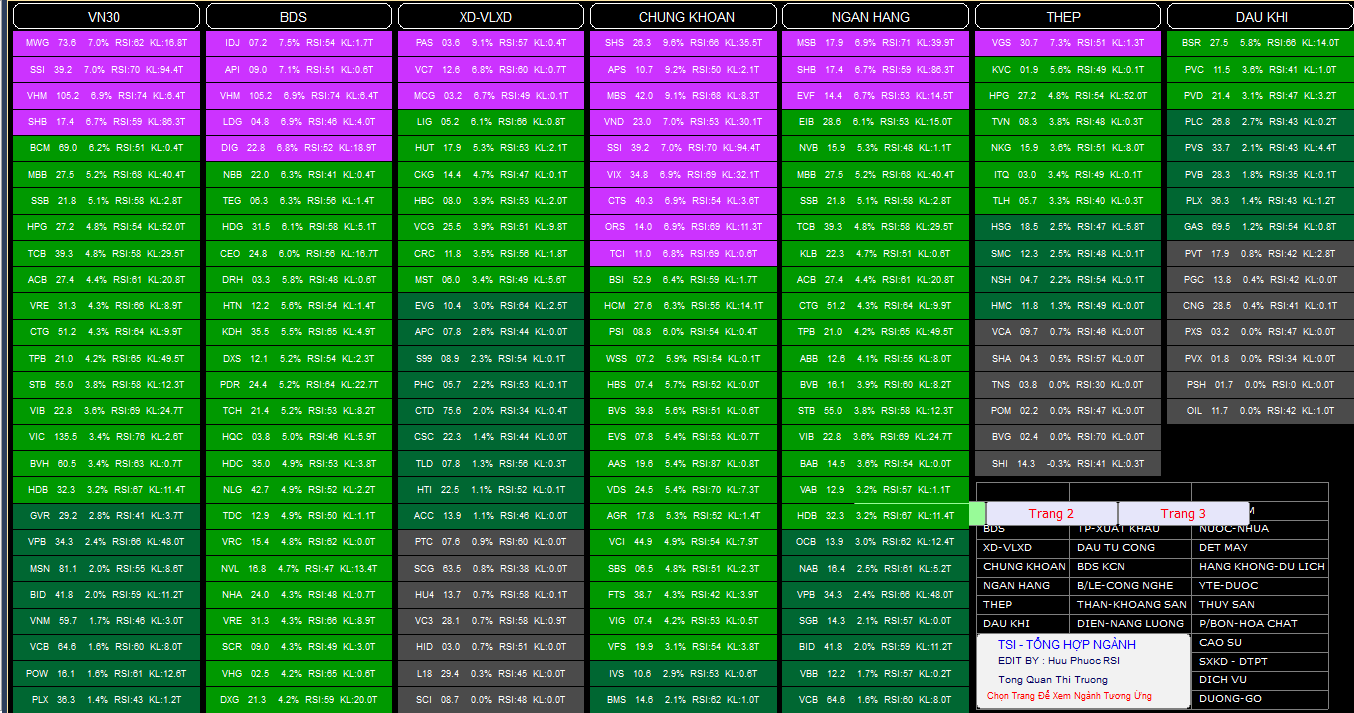 VN30 BDS XD-VLXD CHUNG KHOAN NGAN HANG THEP DAU KHI
MWG 73.6 7.0% RSI:62 KL:16.8T IDJ 07.2 7.5% RSI:54 KL:1.7T PAS 03.6 9.1% RSI:57 KL:0.4T SHS 26.3 9.6% RSI:66 KL:35.5T MSB 17.9 6.9% RSI:71 KL:39.9T VGS 30.7 7.3% RSI:51 KL:1.3T BSR 27.5 5.8% RSI:66 KL:14.0T
SSI 39.2 7.0% RSI:70 KL:94.4T API 09.0 7.1% RSI:51 KL:0.6T VC7 12.6 6.8% RSI:60 KL:0.7T APS 10.7 9.2% RSI:50 KL:2.1T SHB 17.4 6.7% RSI:59 KL:86.3T KVC 01.9 5.6% RSI:49 KL:0.1T PVC 11.5 3.6% RSI:41 KL:1.0T
VHM 105.2 6.9% RSI:74 KL:6.4T VHM 105.2 6.9% RSI:74 KL:6.4T MCG 03.2 6.7% RSI:49 KL:0.1T MBS 42.0 9.1% RSI:68 KL:8.3T EVF 14.4 6.7% RSI:53 KL:14.5T HPG 27.2 4.8% RSI:54 KL:52.0T PVD 21.4 3.1% RSI:47 KL:3.2T
SHB 17.4 6.7% RSI:59 KL:86.3T LDG 04.8 6.9% RSI:46 KL:4.0T LIG 05.2 6.1% RSI:66 KL:0.8T VND 23.0 7.0% RSI:53 KL:30.1T EIB 28.6 6.1% RSI:53 KL:15.0T TVN 08.3 3.8% RSI:48 KL:0.3T PLC 26.8 2.7% RSI:43 KL:0.2T
BCM 69.0 6.2% RSI:51 KL:0.4T DIG 22.8 6.8% RSI:52 KL:18.9T HUT 17.9 5.3% RSI:53 KL:2.1T SSI 39.2 7.0% RSI:70 KL:94.4T NVB 15.9 5.3% RSI:48 KL:1.1T NKG 15.9 3.6% RSI:51 KL:8.0T PVS 33.7 2.1% RSI:43 KL:4.4T
MBB 27.5 5.2% RSI:68 KL:40.4T NBB 22.0 6.3% RSI:41 KL:0.4T CKG 14.4 4.7% RSI:47 KL:0.1T VIX 34.8 6.9% RSI:69 KL:32.1T MBB 27.5 5.2% RSI:68 KL:40.4T ITQ 03.0 3.4% RSI:49 KL:0.1T PVB 28.3 1.8% RSI:35 KL:0.1T
SSB 21.8 5.1% RSI:58 KL:2.8T TEG 06.3 6.3% RSI:56 KL:1.4T HBC 08.0 3.9% RSI:53 KL:2.0T CTS 40.3 6.9% RSI:54 KL:3.6T SSB 21.8 5.1% RSI:58 KL:2.8T TLH 05.7 3.3% RSI:40 KL:0.3T PLX 36.3 1.4% RSI:43 KL:1.2T
HPG 27.2 4.8% RSI:54 KL:52.0T HDG 31.5 6.1% RSI:58 KL:5.1T VCG 25.5 3.9% RSI:51 KL:9.8T ORS 14.0 6.9% RSI:69 KL:11.3T TCB 39.3 4.8% RSI:58 KL:29.5T HSG 18.5 2.5% RSI:47 KL:5.8T GAS 69.5 1.2% RSI:54 KL:0.8T
TCB 39.3 4.8% RSI:58 KL:29.5T CEO 24.8 6.0% RSI:56 KL:16.7T CRC 11.8 3.5% RSI:56 KL:1.8T TCI 11.0 6.8% RSI:69 KL:0.6T KLB 22.3 4.7% RSI:51 KL:0.6T SMC 12.3 2.5% RSI:48 KL:0.1T PVT 17.9 0.8% RSI:42 KL:2.8T
ACB 27.4 4.4% RSI:61 KL:20.8T DRH 03.3 5.8% RSI:48 KL:0.6T MST 06.0 3.4% RSI:49 KL:5.6T BSI 52.9 6.4% RSI:59 KL:1.7T ACB 27.4 4.4% RSI:61 KL:20.8T NSH 04.7 2.2% RSI:54 KL:0.1T PGC 13.8 0.4% RSI:42 KL:0.0T
VRE 31.3 4.3% RSI:66 KL:8.9T HTN 12.2 5.6% RSI:54 KL:1.4T EVG 10.4 3.0% RSI:64 KL:2.5T HCM 27.6 6.3% RSI:55 KL:14.1T CTG 51.2 4.3% RSI:64 KL:9.9T HMC 11.8 1.3% RSI:49 KL:0.0T CNG 28.5 0.4% RSI:41 KL:0.1T
CTG 51.2 4.3% RSI:64 KL:9.9T KDH 35.5 5.5% RSI:65 KL:4.9T APC 07.8 2.6% RSI:44 KL:0.0T PSI 08.8 6.0% RSI:54 KL:0.4T TPB 21.0 4.2% RSI:65 KL:49.5T VCA 09.7 0.7% RSI:46 KL:0.0T PXS 03.2 0.0% RSI:47 KL:0.0T
TPB 21.0 4.2% RSI:65 KL:49.5T DXS 12.1 5.2% RSI:54 KL:2.3T S99 08.9 2.3% RSI:54 KL:0.1T WSS 07.2 5.9% RSI:54 KL:0.1T ABB 12.6 4.1% RSI:55 KL:8.0T SHA 04.3 0.5% RSI:57 KL:0.0T PVX 01.8 0.0% RSI:34 KL:0.0T
STB 55.0 3.8% RSI:58 KL:12.3T PDR 24.4 5.2% RSI:64 KL:22.7T PHC 05.7 2.2% RSI:53 KL:0.1T HBS 07.4 5.7% RSI:52 KL:0.0T BVB 16.1 3.9% RSI:60 KL:8.2T TNS 03.8 0.0% RSI:30 KL:0.0T PSH 01.7 0.0% RSI:0 KL:0.0T
VIB 22.8 3.6% RSI:69 KL:24.7T TCH 21.4 5.2% RSI:53 KL:8.2T CTD 75.6 2.0% RSI:34 KL:0.4T BVS 39.8 5.6% RSI:51 KL:0.6T STB 55.0 3.8% RSI:58 KL:12.3T POM 02.2 0.0% RSI:47 KL:0.0T OIL 11.7 0.0% RSI:42 KL:1.0T
VIC 135.5 3.4% RSI:76 KL:2.6T HQC 03.8 5.0% RSI:46 KL:5.9T CSC 22.3 1.4% RSI:44 KL:0.0T EVS 07.8 5.4% RSI:53 KL:0.7T VIB 22.8 3.6% RSI:69 KL:24.7T BVG 02.4 0.0% RSI:70 KL:0.0T
BVH 60.5 3.4% RSI:63 KL:0.7T HDC 35.0 4.9% RSI:53 KL:3.8T TLD 07.8 1.3% RSI:56 KL:0.3T AAS 19.6 5.4% RSI:87 KL:0.8T BAB 14.5 3.6% RSI:54 KL:0.0T SHI 14.3 -0.3% RSI:41 KL:0.3T
HDB 32.3 3.2% RSI:67 KL:11.4T NLG 42.7 4.9% RSI:52 KL:2.2T HTI 22.5 1.1% RSI:52 KL:0.1T VDS 24.5 5.4% RSI:70 KL:7.3T VAB 12.9 3.2% RSI:57 KL:1.1T
GVR 29.2 2.8% RSI:41 KL:3.7T TDC 12.9 4.9% RSI:50 KL:1.1T ACC 13.9 1.1% RSI:46 KL:0.0T AGR 17.8 5.3% RSI:52 KL:1.4T HDB 32.3 3.2% RSI:67 KL:11.4T Trang 2 Trang 3 M
BDS TP-XUAT KHAU NUOC-NHUA
VPB 34.3 2.4% RSI:66 KL:48.0T VRC 15.4 4.8% RSI:62 KL:0.0T PTC 07.6 0.9% RSI:60 KL:0.0T VCI 44.9 4.9% RSI:54 KL:7.9T OCB 13.9 3.0% RSI:62 KL:12.4T XD-VLXD DAU TU CONG DET MAY
MSN 81.1 2.0% RSI:55 KL:8.6T NVL 16.8 4.7% RSI:47 KL:13.4T SCG 63.5 0.8% RSI:38 KL:0.0T SBS 06.5 4.8% RSI:51 KL:2.3T NAB 16.4 2.5% RSI:61 KL:5.2T CHUNG KHOAN BDS KCN HANG KHONG-DU LICH
BID 41.8 2.0% RSI:59 KL:11.2T NHA 24.0 4.3% RSI:48 KL:0.7T HU4 13.7 0.7% RSI:58 KL:0.1T FTS 38.7 4.3% RSI:42 KL:3.9T VPB 34.3 2.4% RSI:66 KL:48.0T NGAN HANG B/LE-CONG NGHE YTE-DUOC
THEP THAN-KHOANG SAN THUY SAN
VNM 59.7 1.7% RSI:46 KL:3.0T VRE 31.3 4.3% RSI:66 KL:8.9T VC3 28.1 0.7% RSI:58 KL:0.9T VIG 07.4 4.2% RSI:53 KL:0.5T SGB 14.3 2.1% RSI:57 KL:0.0T DAU KHI DIEN-NANG LUONG P/BON-HOA CHAT
VCB 64.6 1.6% RSI:60 KL:8.0T SCR 09.0 4.3% RSI:49 KL:3.0T HID 03.0 0.7% RSI:51 KL:0.0T VFS 19.9 3.1% RSI:54 KL:3.8T BID 41.8 2.0% RSI:59 KL:11.2T TSI - TỔNG HỢP NGÀNH CAO SU
EDIT BY : Huu Phuoc RSI SXKD - DTPT
POW 16.1 1.6% RSI:61 KL:12.6T VHG 02.5 4.2% RSI:65 KL:0.6T L18 29.4 0.3% RSI:45 KL:0.0T IVS 10.6 2.9% RSI:53 KL:0.6T VBB 12.2 1.7% RSI:57 KL:0.2T Tong Quan Thi Truong DICH VU
PLX 36.3 1.4% RSI:43 KL:1.2T DXG 21.3 4.2% RSI:59 KL:20.0T SCI 08.7 0.0% RSI:48 KL:0.0T BMS 14.6 2.1% RSI:62 KL:1.0T VCB 64.6 1.6% RSI:60 KL:8.0T Chọn Trang Để Xem Ngành Tương Ứng DUONG-GO